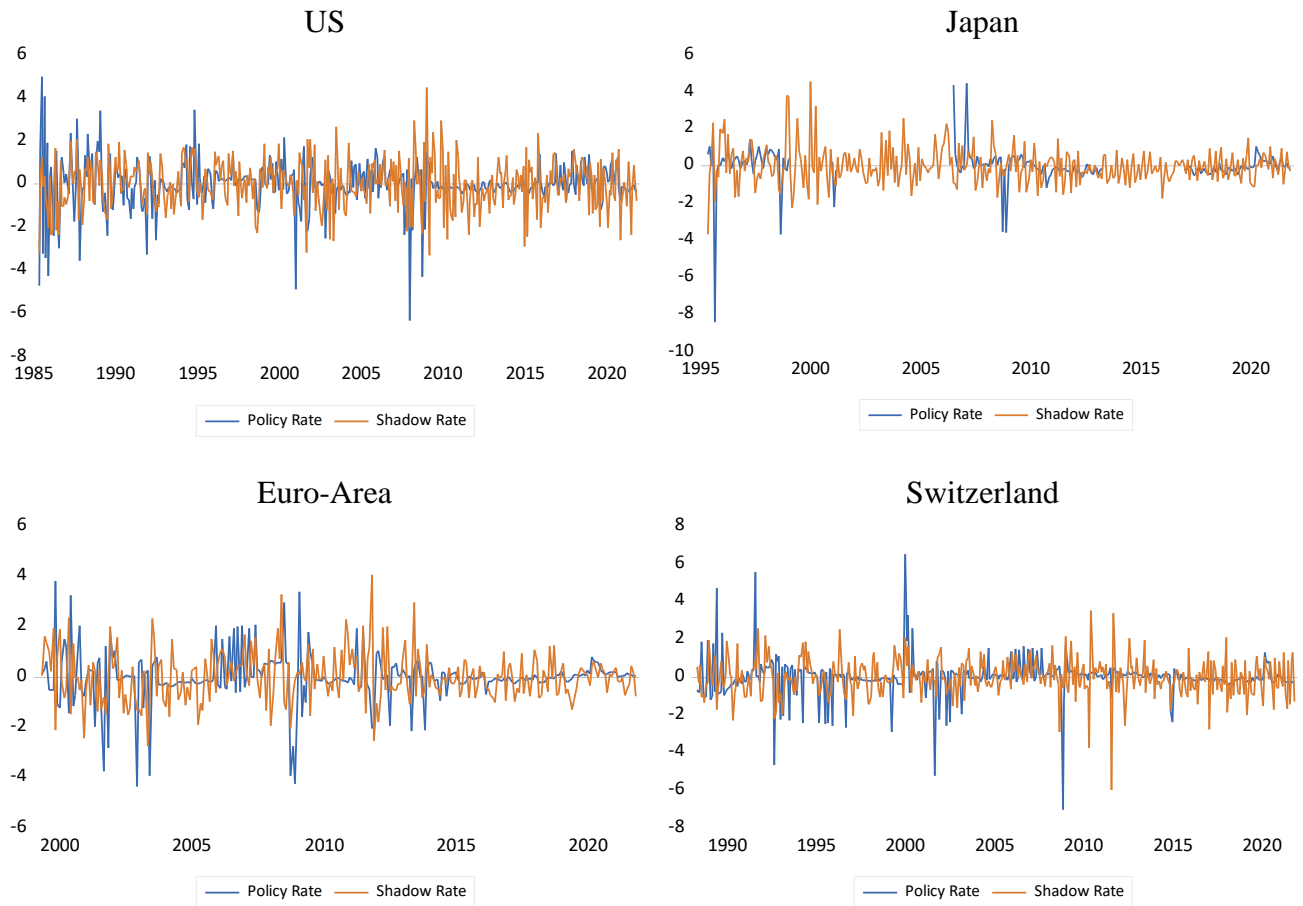 US
6
4
2
0
-2
-4
-6
-8
1985 1990 1995 2000 2005 2010 2015 2020
Policy Rate Shadow Rate
Japan
6
4
2
0
-2
-4
-6
-8
-10
1995 2000 2005 2010 2015 2020
Policy Rate Shadow Rate
Euro-Area
6
4
2
0
-2
-4
-6
2000 2005 2010 2015 2020
Policy Rate Shadow Rate
Switzerland
8
6
4
2
0
-2
-4
-6
-8
1990 1995 2000 2005 2010 2015 2020
Policy Rate Shadow Rate